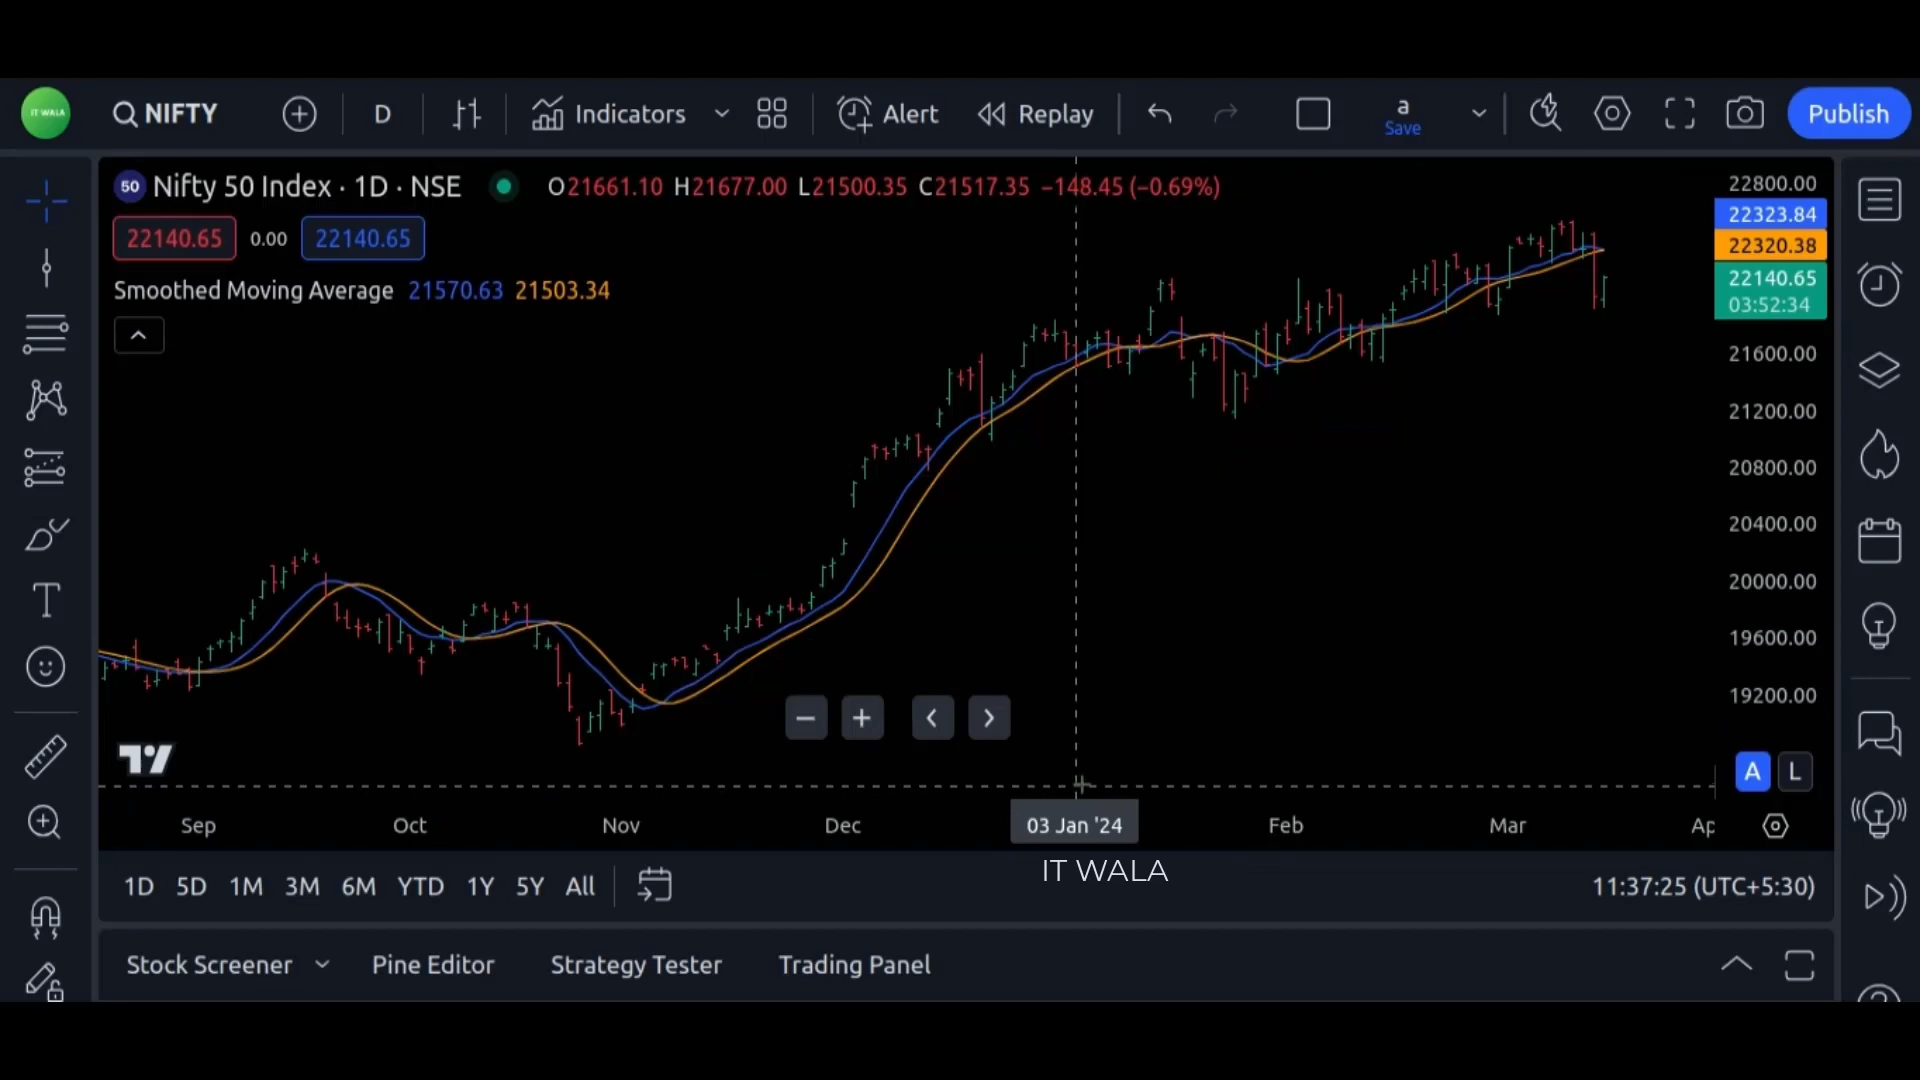 IT WALA NIFTY D Indicators Alert Replay a Save Publish
50 Nifty 50 Index · 1D · NSE O21661.10 H21677.00 L21500.35 C21517.35 −148.45 (−0.69%)
22140.65 0.00 22140.65
Smoothed Moving Average 21570.63 21503.34
22800.00
22323.84
22320.38
22140.65
03:52:34
21600.00
21200.00
20800.00
20400.00
20000.00
19600.00
19200.00
A L
Sep Oct Nov Dec 03 Jan '24 Feb Mar Ap
IT WALA
1D 5D 1M 3M 6M YTD 1Y 5Y All 11:37:25 (UTC+5:30)
Stock Screener Pine Editor Strategy Tester Trading Panel